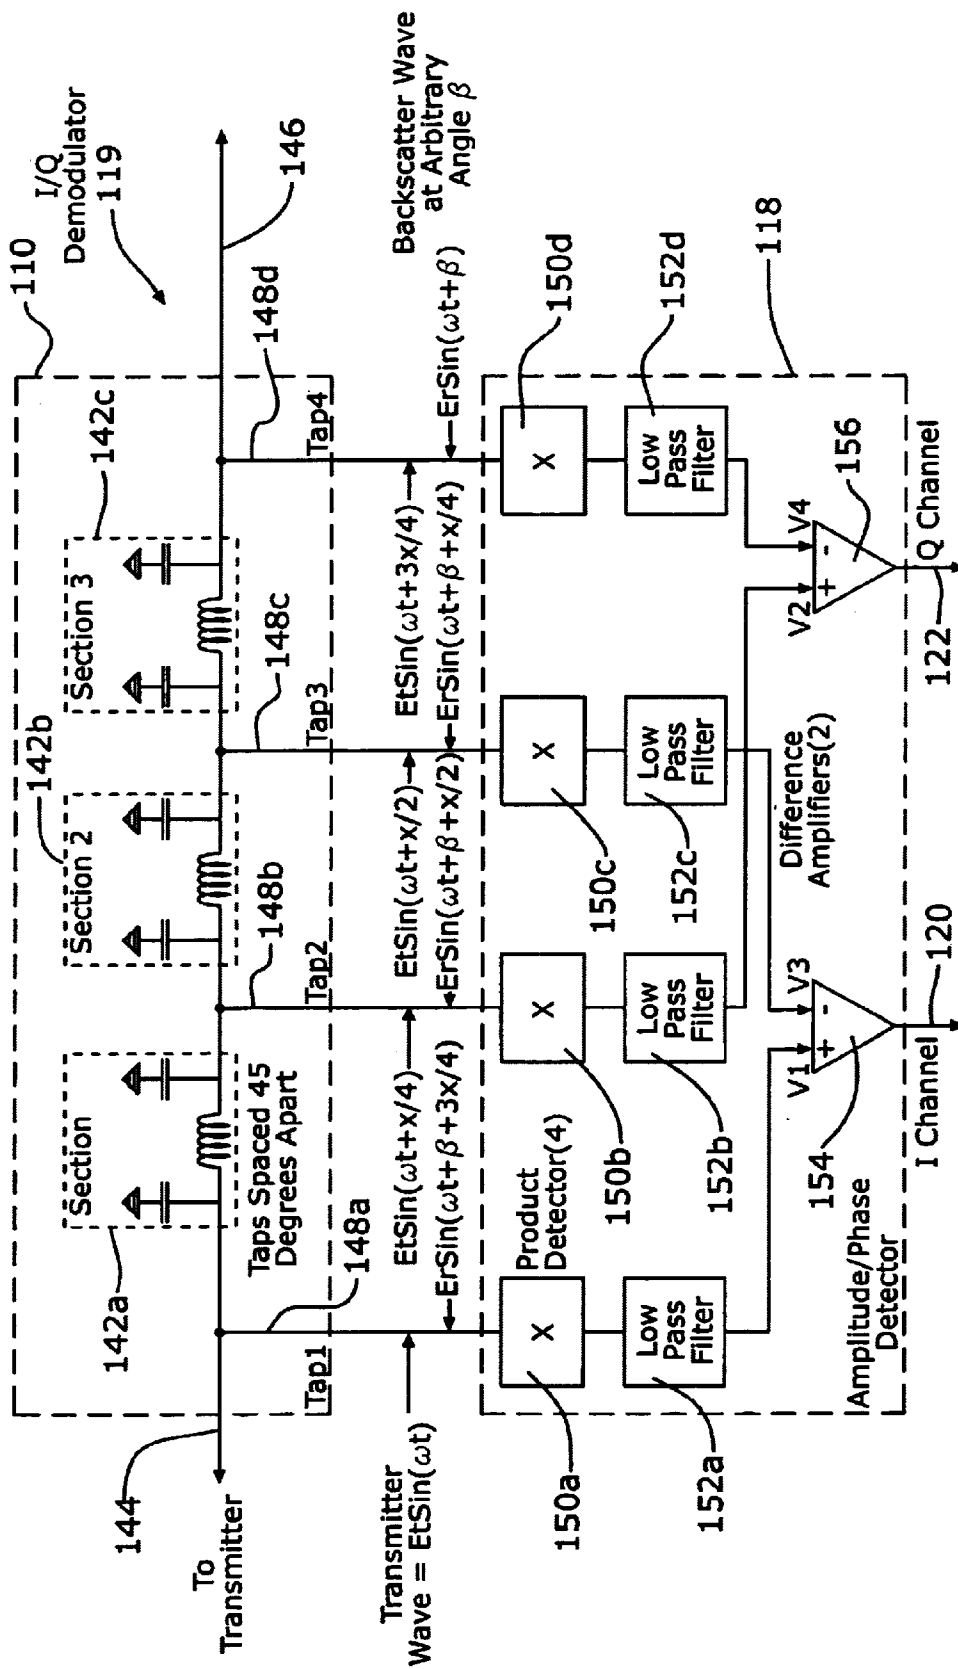 I/Q
Demodulator
119
110
146
142c
Section 3
142b
Section 2
Section
142a
Taps Spaced 45
Degrees Apart
144
To
Transmitter
148a
148b
148c
148d
Tap1
Tap2
Tap3
Tap4
Transmitter
Wave = EtSin(ωt)
EtSin(ωt+x/4)
ErSin(ωt+β+3x/4)
EtSin(ωt+x/2)
ErSin(ωt+β+x/2)
EtSin(ωt+3x/4)
ErSin(ωt+β+x/4)
ErSin(ωt+β)
Backscatter Wave
at Arbitrary
Angle β
118
X
X
X
X
150a
150b
150c
150d
Product
Detector(4)
Low
Pass
Filter
Low
Pass
Filter
Low
Pass
Filter
Low
Pass
Filter
152a
152b
152c
152d
Difference
Amplifiers(2)
V1
V3
+
-
154
V2
V4
+
-
156
Amplitude/Phase
Detector
I Channel
120
Q Channel
122